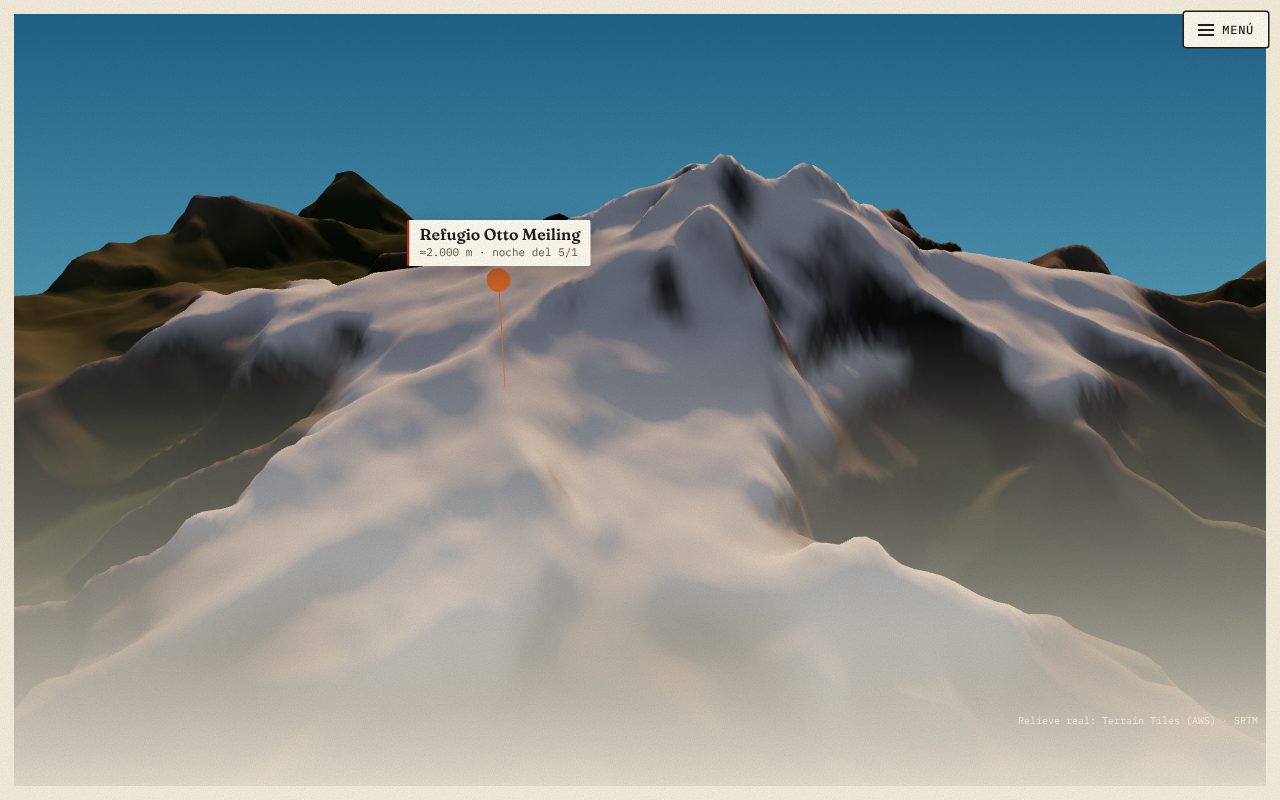 MENÚ
Refugio Otto Meiling
≈2.000 m · noche del 5/1
Relieve real: Terrain Tiles (AWS) · SRTM